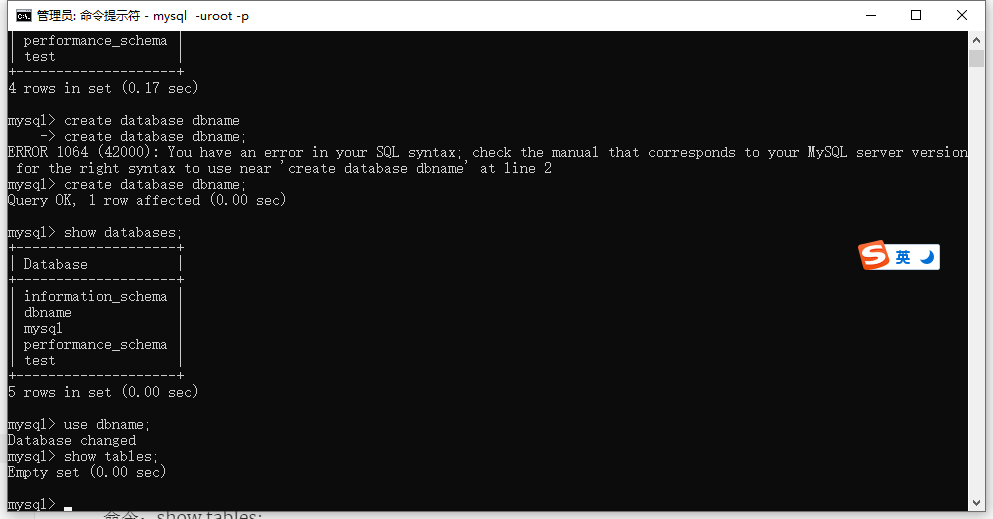 管理员: 命令提示符 - mysql  -uroot -p
| performance_schema |
| test               |
+--------------------+
4 rows in set (0.17 sec)
mysql> create database dbname
    -> create database dbname;
ERROR 1064 (42000): You have an error in your SQL syntax; check the manual that corresponds to your MySQL server version
 for the right syntax to use near 'create database dbname' at line 2
mysql> create database dbname;
Query OK, 1 row affected (0.00 sec)
mysql> show databases;
+--------------------+
| Database           |
+--------------------+
| information_schema |
| dbname             |
| mysql              |
| performance_schema |
| test               |
+--------------------+
5 rows in set (0.00 sec)
mysql> use dbname;
Database changed
mysql> show tables;
Empty set (0.00 sec)
mysql>
S 英
命令: show tables;